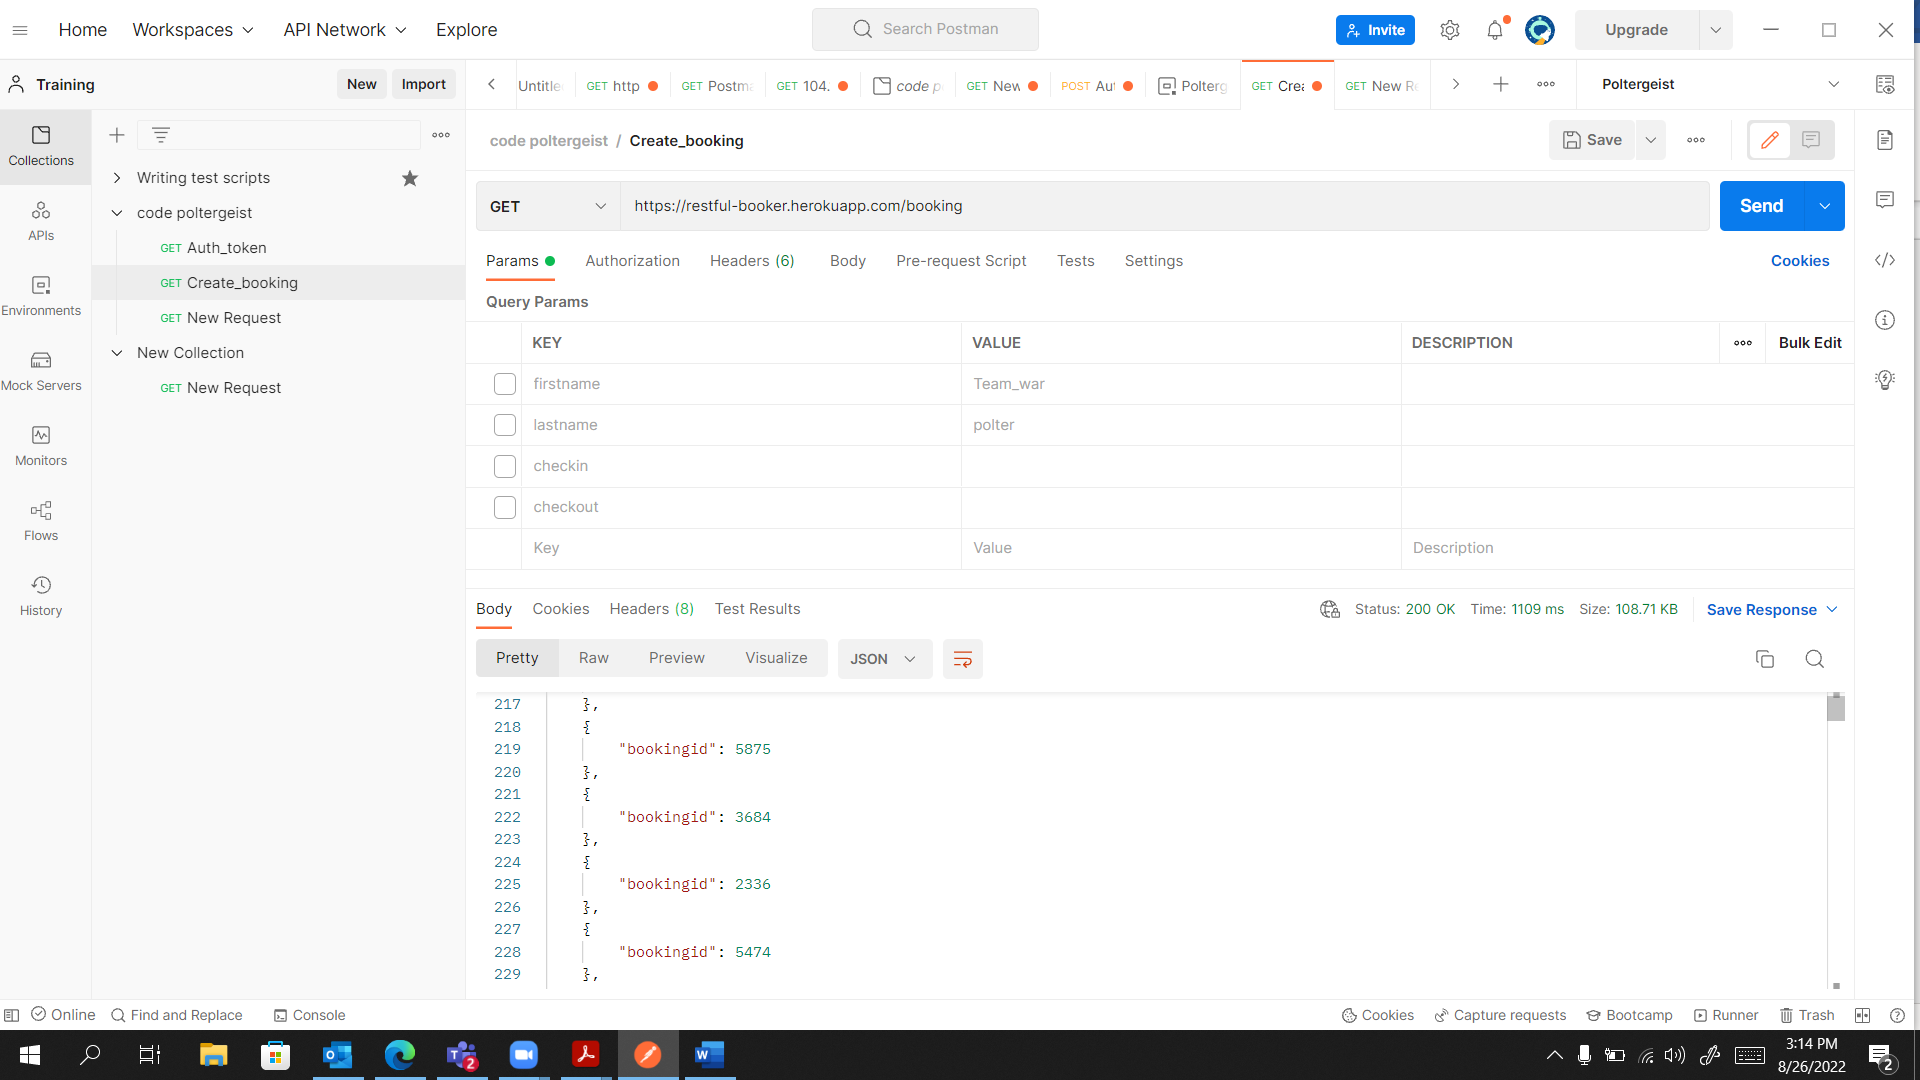 Home Workspaces API Network Explore Search Postman Invite Upgrade
Training New Import Untitle GET http GET Postma GET 104. code p GET New POST Aut Polterg GET Crea GET New Re Poltergeist
code poltergeist / Create_booking Save
Collections
Writing test scripts
code poltergeist
GET Auth_token
GET Create_booking
GET New Request
New Collection
GET New Request
APIs
Environments
Mock Servers
Monitors
Flows
History
GET https://restful-booker.herokuapp.com/booking Send
Params Authorization Headers (6) Body Pre-request Script Tests Settings Cookies
Query Params
KEY VALUE DESCRIPTION Bulk Edit
firstname Team_war
lastname polter
checkin
checkout
Key Value Description
Body Cookies Headers (8) Test Results Status: 200 OK Time: 1109 ms Size: 108.71 KB Save Response
Pretty Raw Preview Visualize JSON
217 },
218 {
219 "bookingid": 5875
220 },
221 {
222 "bookingid": 3684
223 },
224 {
225 "bookingid": 2336
226 },
227 {
228 "bookingid": 5474
229 },
Online Find and Replace Console Cookies Capture requests Bootcamp Runner Trash
2
3:14 PM
8/26/2022
2